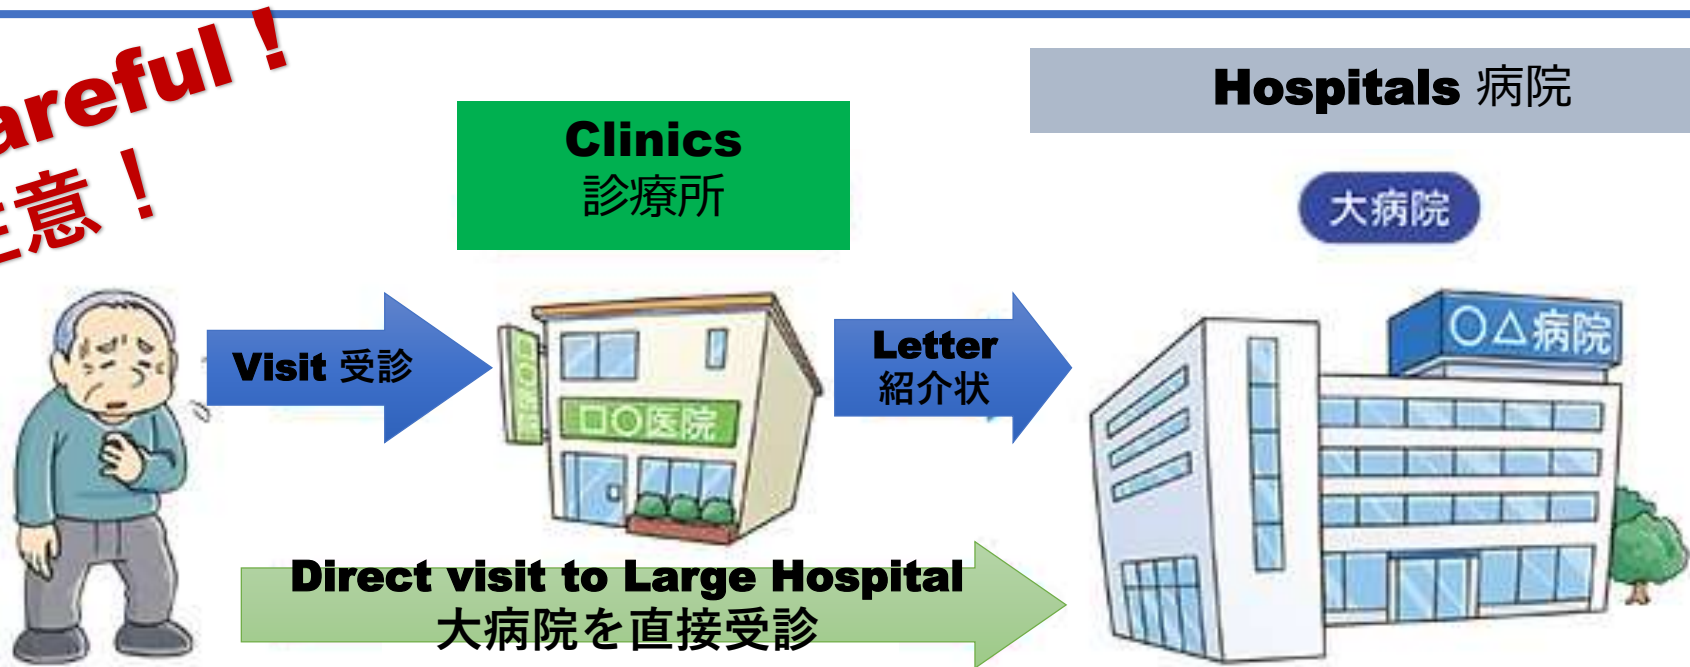 areful！
意！
Clinics
診療所
Hospitals 病院
大病院
Visit 受診
□〇医院
Letter
紹介状
〇△病院
Direct visit to Large Hospital
大病院を直接受診